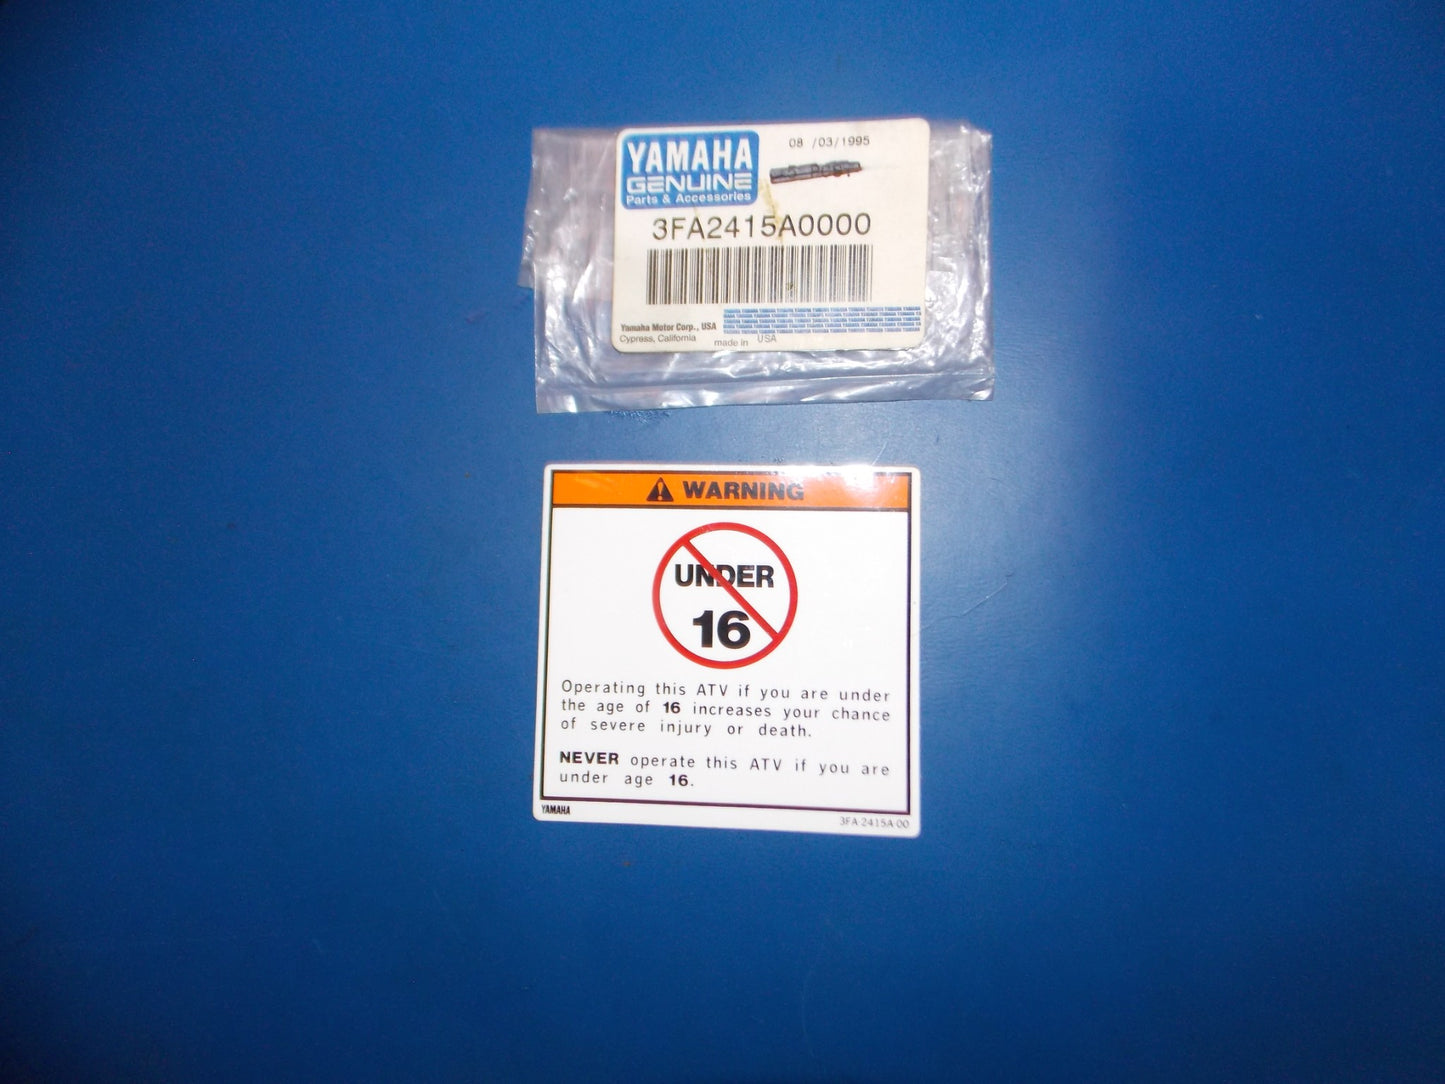 YAMAHA
GENUINE
Parts & Accessories
08 /03/1995
3FA2415A0000
Yamaha Motor Corp., USA
Cypress, California
made in USA
WARNING
UNDER
16
Operating this ATV if you are under
the age of 16 increases your chance
of severe injury or death.
NEVER operate this ATV if you are
under age 16.
YAMAHA
3FA-2415A-00